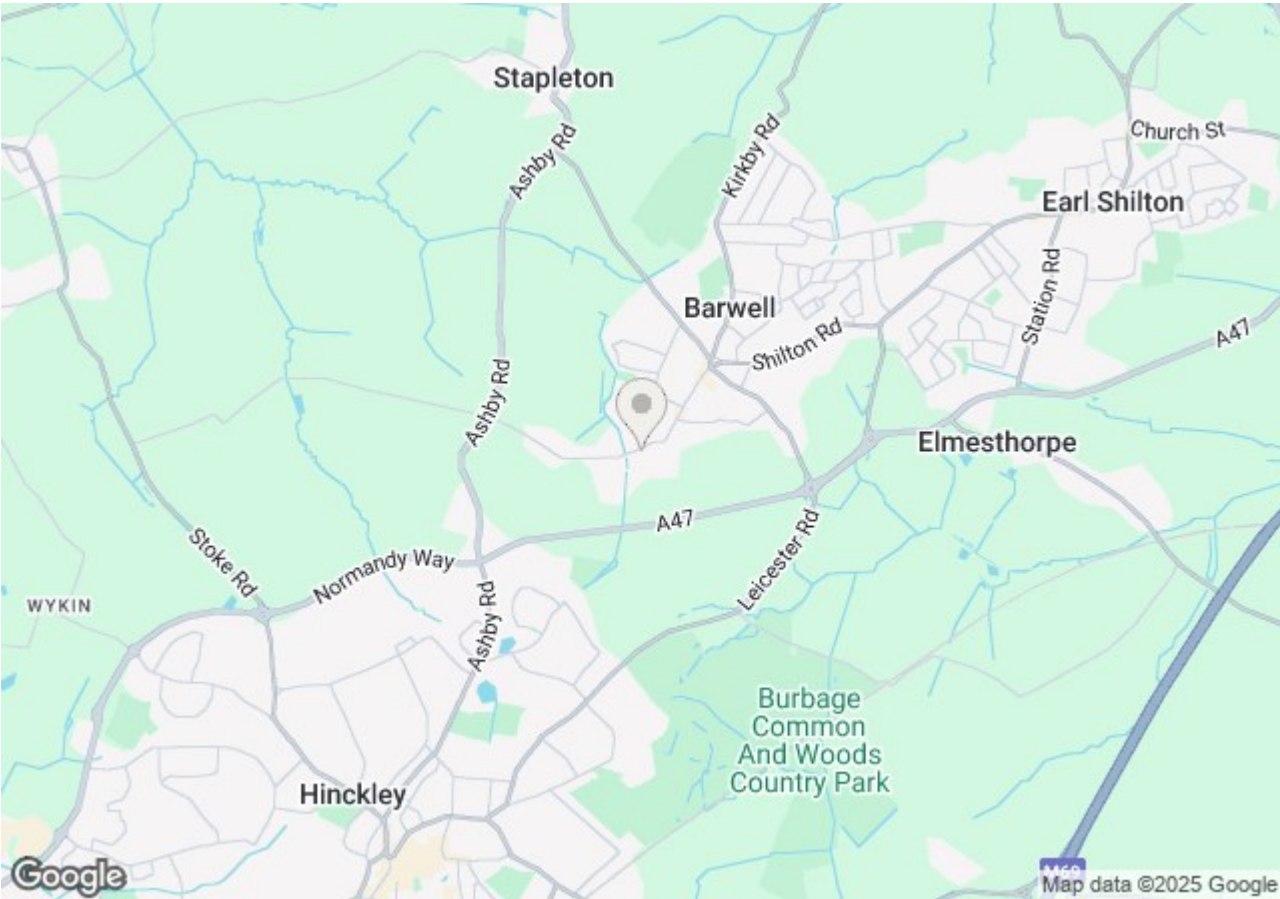 Stapleton
Ashby Rd
Kirkby Rd
Church St
Earl Shilton
Barwell
Shilton Rd
Station Rd
A47
Ashby Rd
Elmesthorpe
A47
Leicester Rd
Stoke Rd
Normandy Way
WYKIN
Ashby Rd
Burbage
Common
And Woods
Country Park
Hinckley
M69
Google
Map data ©2025 Google